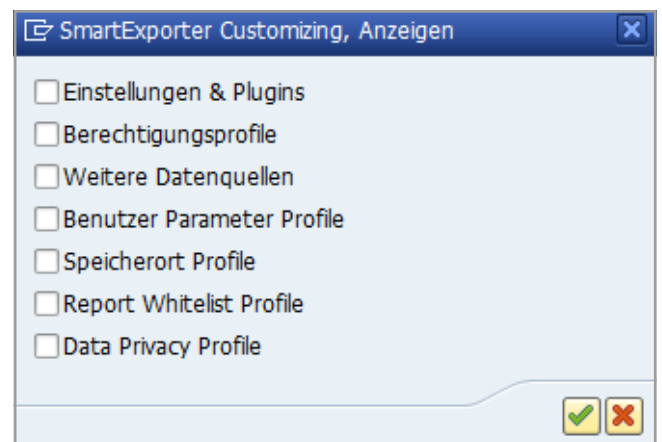 SmartExporter Customizing, Anzeigen
Einstellungen & Plugins
Berechtigungsprofile
Weitere Datenquellen
Benutzer Parameter Profile
Speicherort Profile
Report Whitelist Profile
Data Privacy Profile